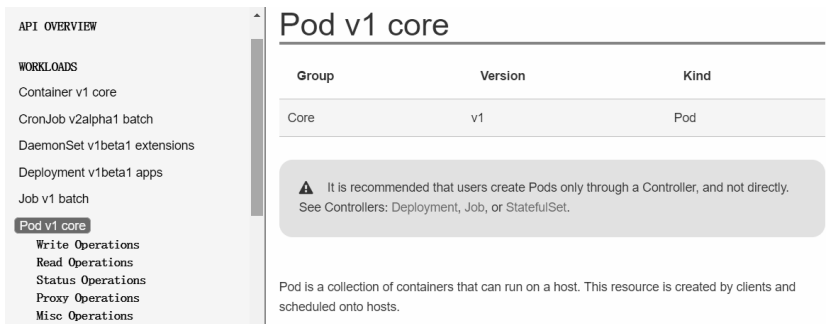 API OVERVIEW
WORKLOADS
Container v1 core
CronJob v2alpha1 batch
DaemonSet v1beta1 extensions
Deployment v1beta1 apps
Job v1 batch
Pod v1 core
Write Operations
Read Operations
Status Operations
Proxy Operations
Misc Operations
Pod v1 core
Group Version Kind
Core v1 Pod
It is recommended that users create Pods only through a Controller, and not directly.
See Controllers: Deployment, Job, or StatefulSet.
Pod is a collection of containers that can run on a host. This resource is created by clients and
scheduled onto hosts.